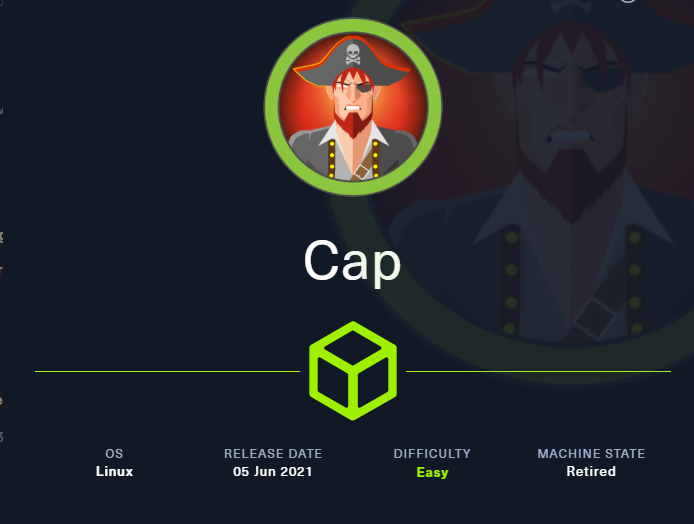 Cap
OS RELEASE DATE DIFFICULTY MACHINE STATE
Linux 05 Jun 2021 Easy Retired